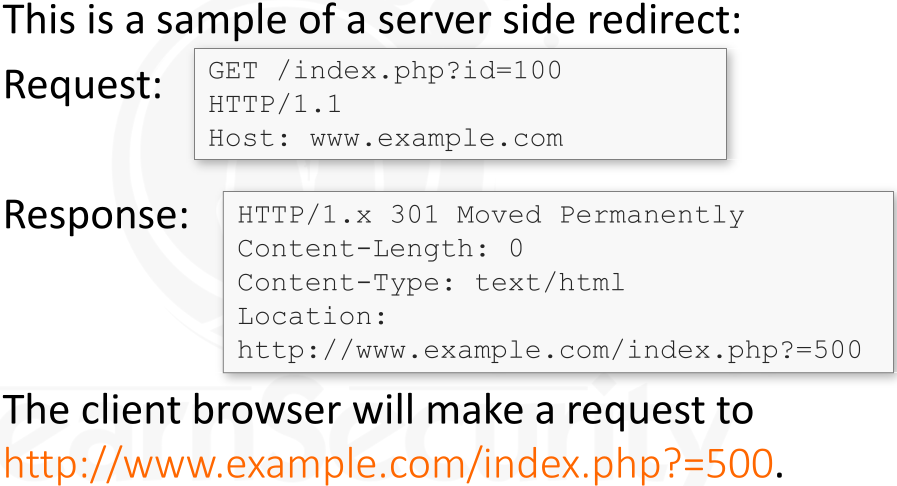 This is a sample of a server side redirect:
Request:
GET /index.php?id=100
HTTP/1.1
Host: www.example.com
Response:
HTTP/1.x 301 Moved Permanently
Content-Length: 0
Content-Type: text/html
Location:
http://www.example.com/index.php?=500
The client browser will make a request to
http://www.example.com/index.php?=500.